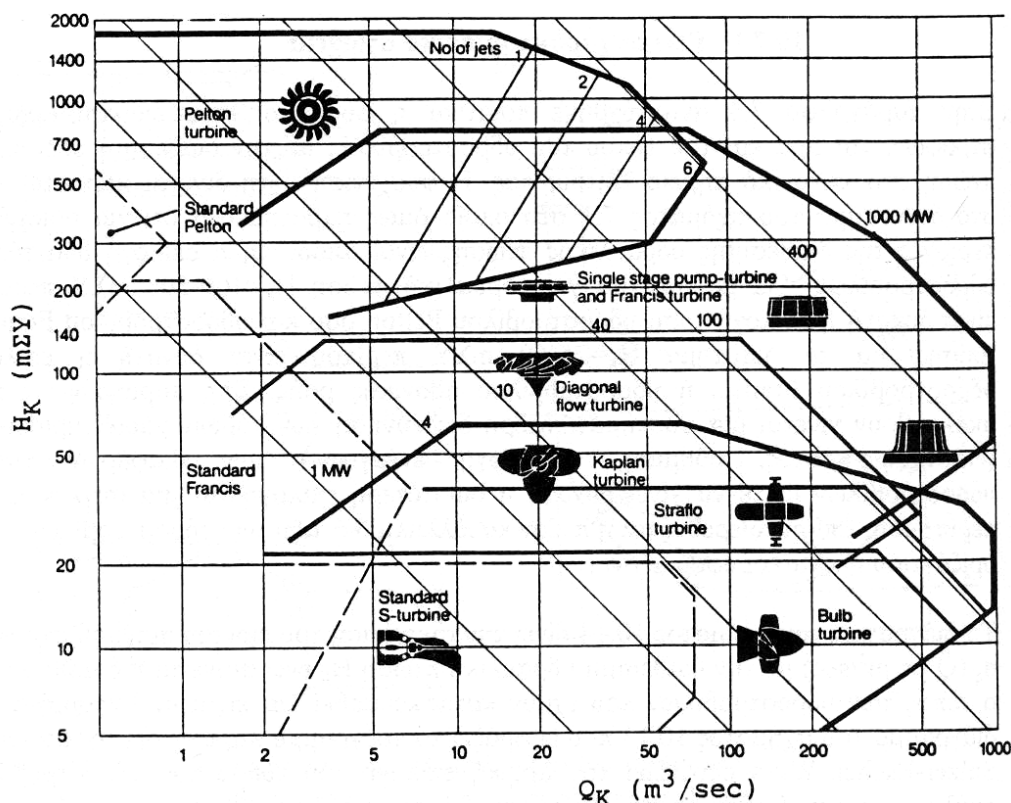 2000
1400
1000
700
500
300
200
140
100
50
20
10
5
H_K (mΣΥ)
No of jets
1
2
4
6
Pelton
turbine
Standard
Pelton
1000 MW
400
Single stage pump-turbine
and Francis turbine
100
40
10
Diagonal
flow turbine
4
Standard
Francis
1 MW
Kaplan
turbine
Straflo
turbine
Standard
S-turbine
Bulb
turbine
1
2
5
10
20
50
100
200
500
1000
Q_K (m³/sec)